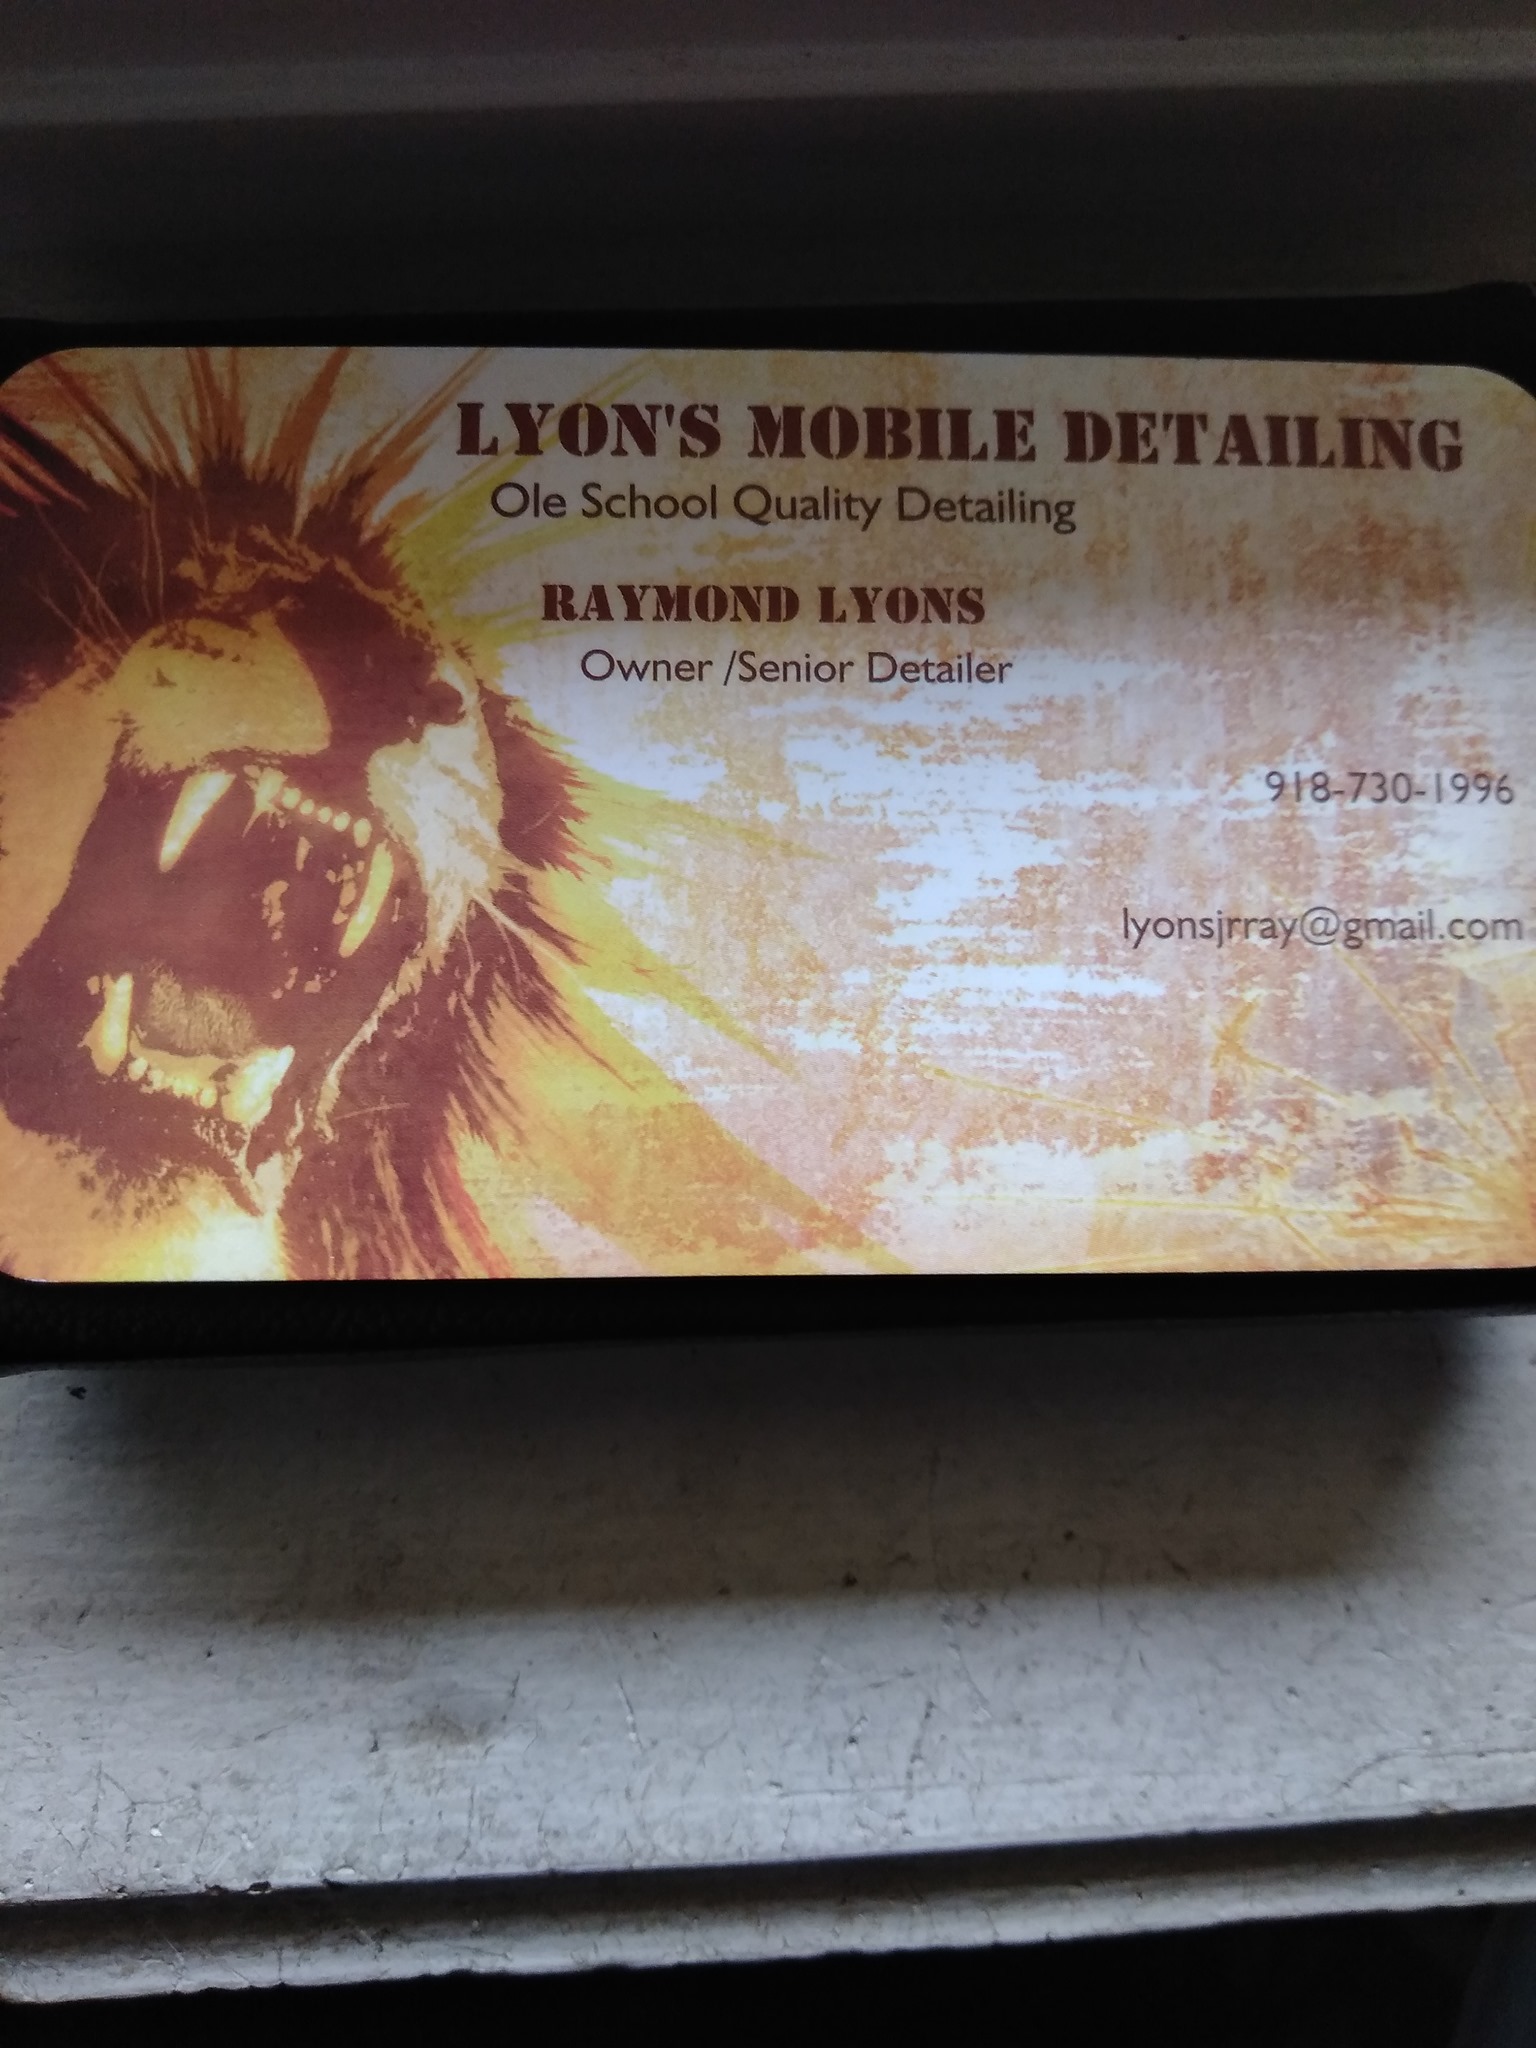 LYON'S MOBILE DETAILING
Ole School Quality Detailing
RAYMOND LYONS
Owner /Senior Detailer
918-730-1996
lyonsjrray@gmail.com